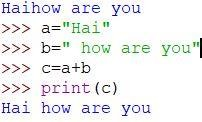 Haihow are you
>>> a="Hai"
>>> b=" how are you"
>>> c=a+b
>>> print(c)
Hai how are you